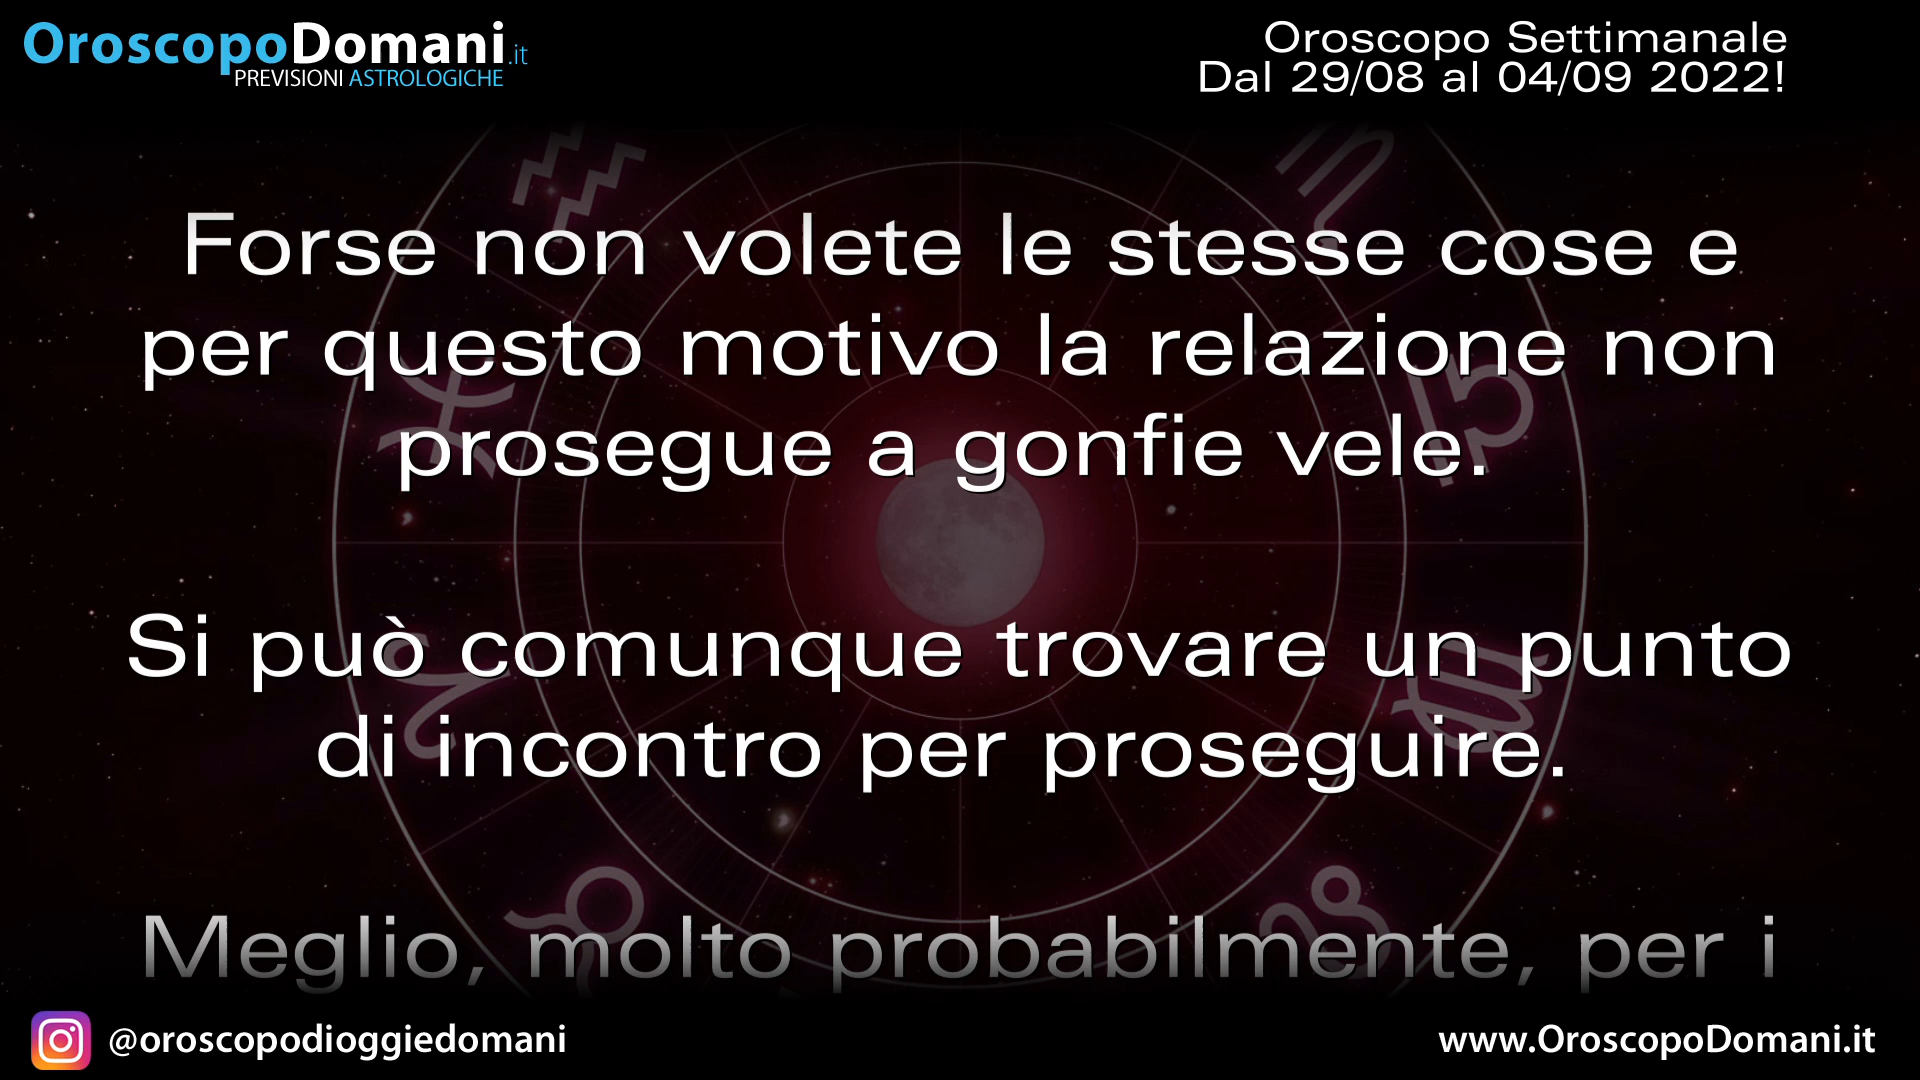 OroscopoDomani.it
PREVISIONI ASTROLOGICHE
Oroscopo Settimanale
Dal 29/08 al 04/09 2022!
Forse non volete le stesse cose e
per questo motivo la relazione non
prosegue a gonfie vele.
Si può comunque trovare un punto
di incontro per proseguire.
Meglio, molto probabilmente, per i
@oroscopodioggiedomani
www.OroscopoDomani.it